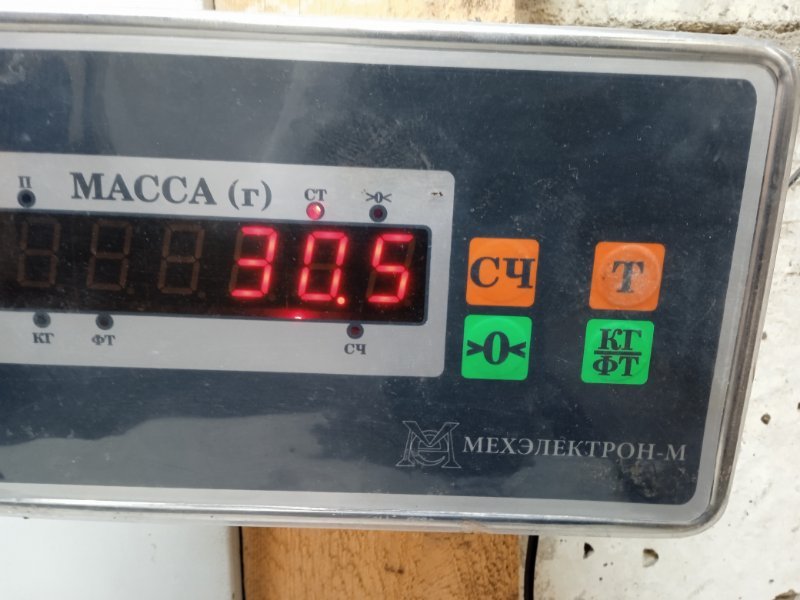 П МАССА (г) СТ >0<
30.5
КГ ФТ СЧ
СЧ Т
>0< КГ
ФТ
МЕХЭЛЕКТРОН-М